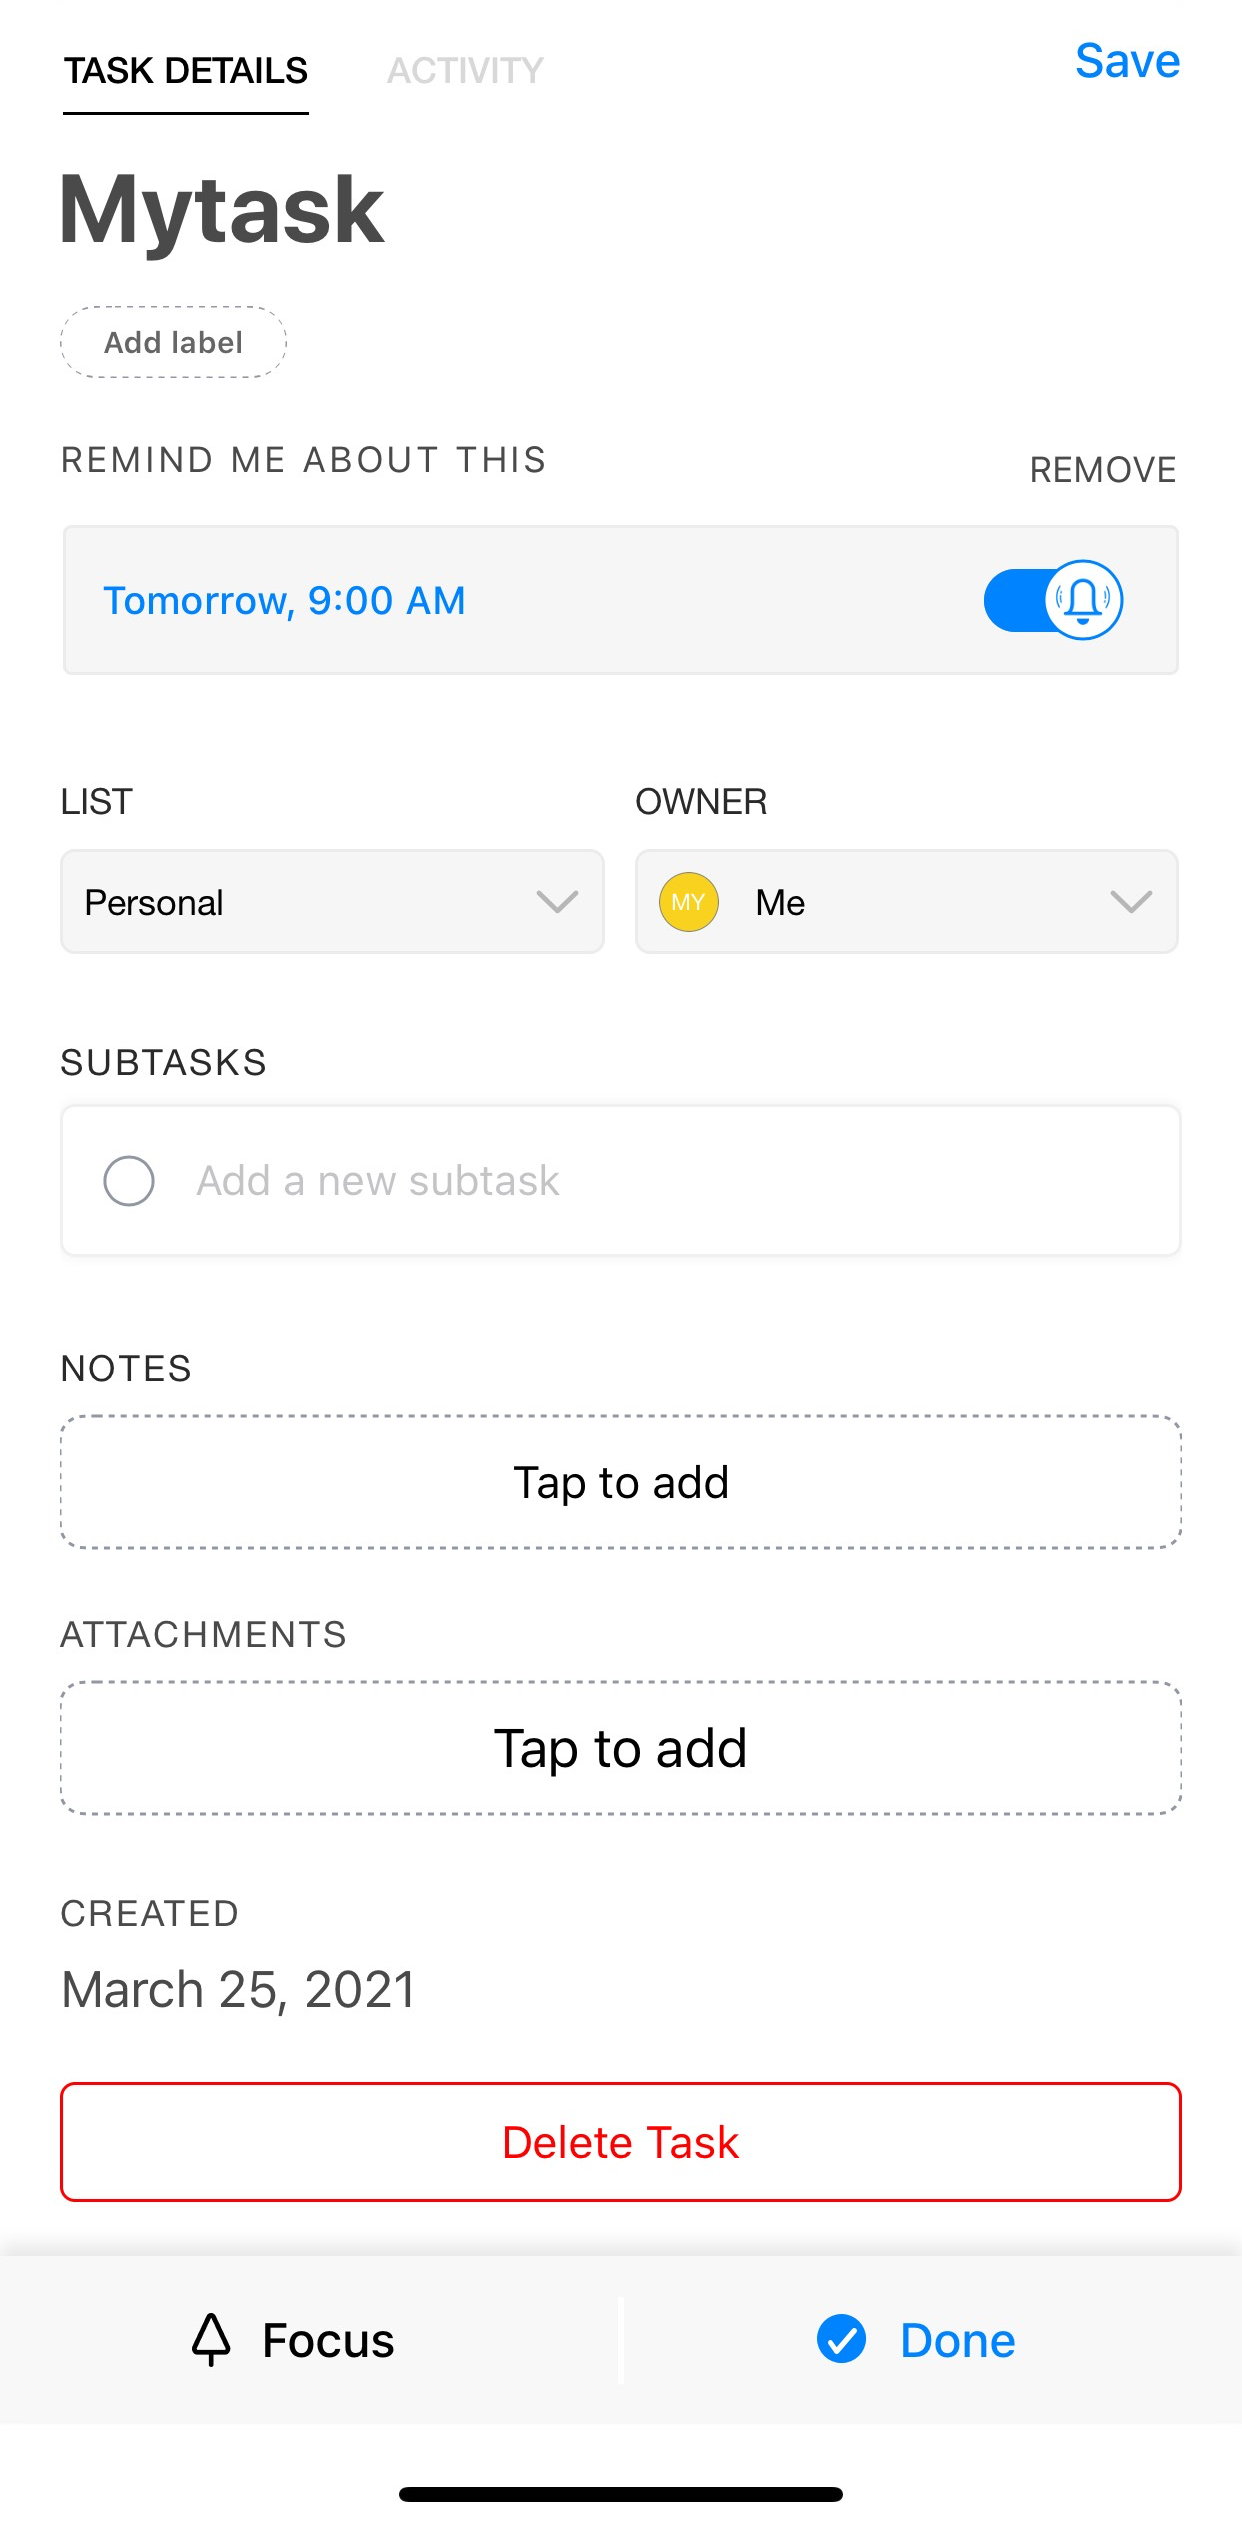 TASK DETAILS ACTIVITY Save
Mytask
Add label
REMIND ME ABOUT THIS REMOVE
Tomorrow, 9:00 AM
LIST OWNER
Personal MY Me
SUBTASKS
Add a new subtask
NOTES
Tap to add
ATTACHMENTS
Tap to add
CREATED
March 25, 2021
Delete Task
Focus Done